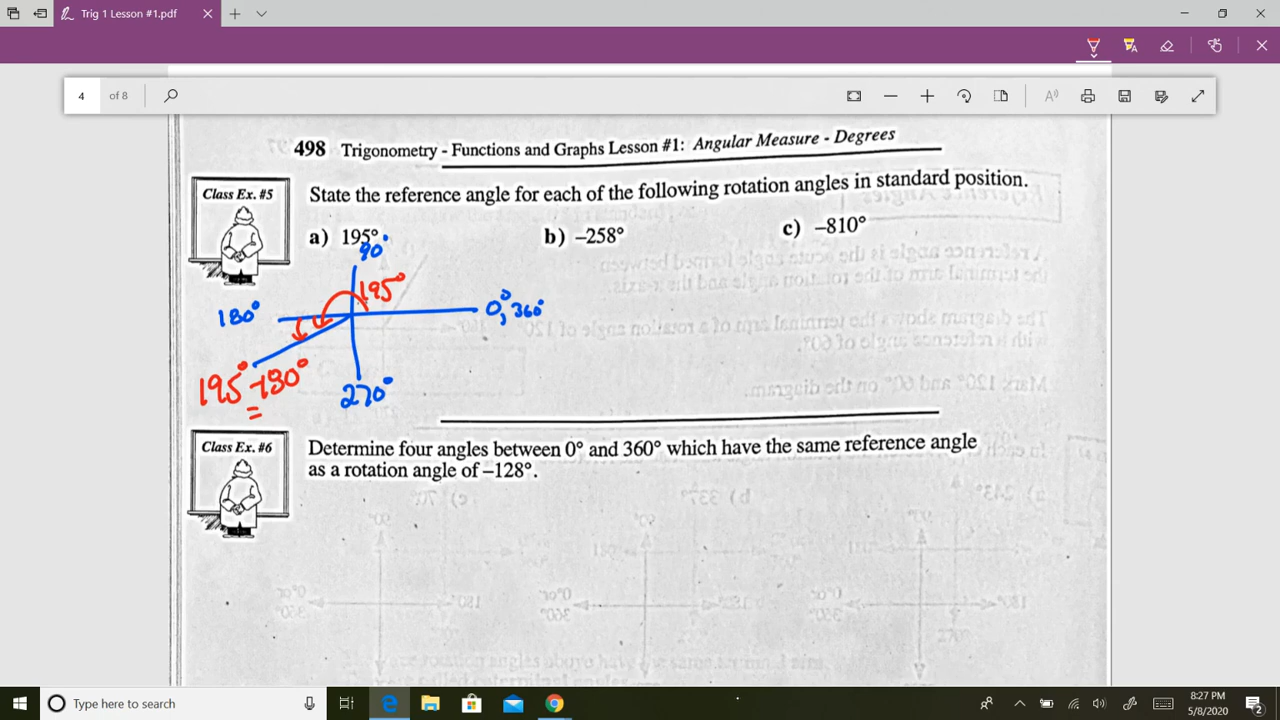 Trig 1 Lesson #1.pdf
4 of 8
498 Trigonometry - Functions and Graphs Lesson #1: Angular Measure - Degrees
Class Ex. #5
State the reference angle for each of the following rotation angles in standard position.
a) 195° b) –258° c) –810°
90°
195°
180° 0°, 360°
195° -180°
=
270°
Class Ex. #6
Determine four angles between 0° and 360° which have the same reference angle
as a rotation angle of –128°.
Type here to search
8:27 PM
5/8/2020
2